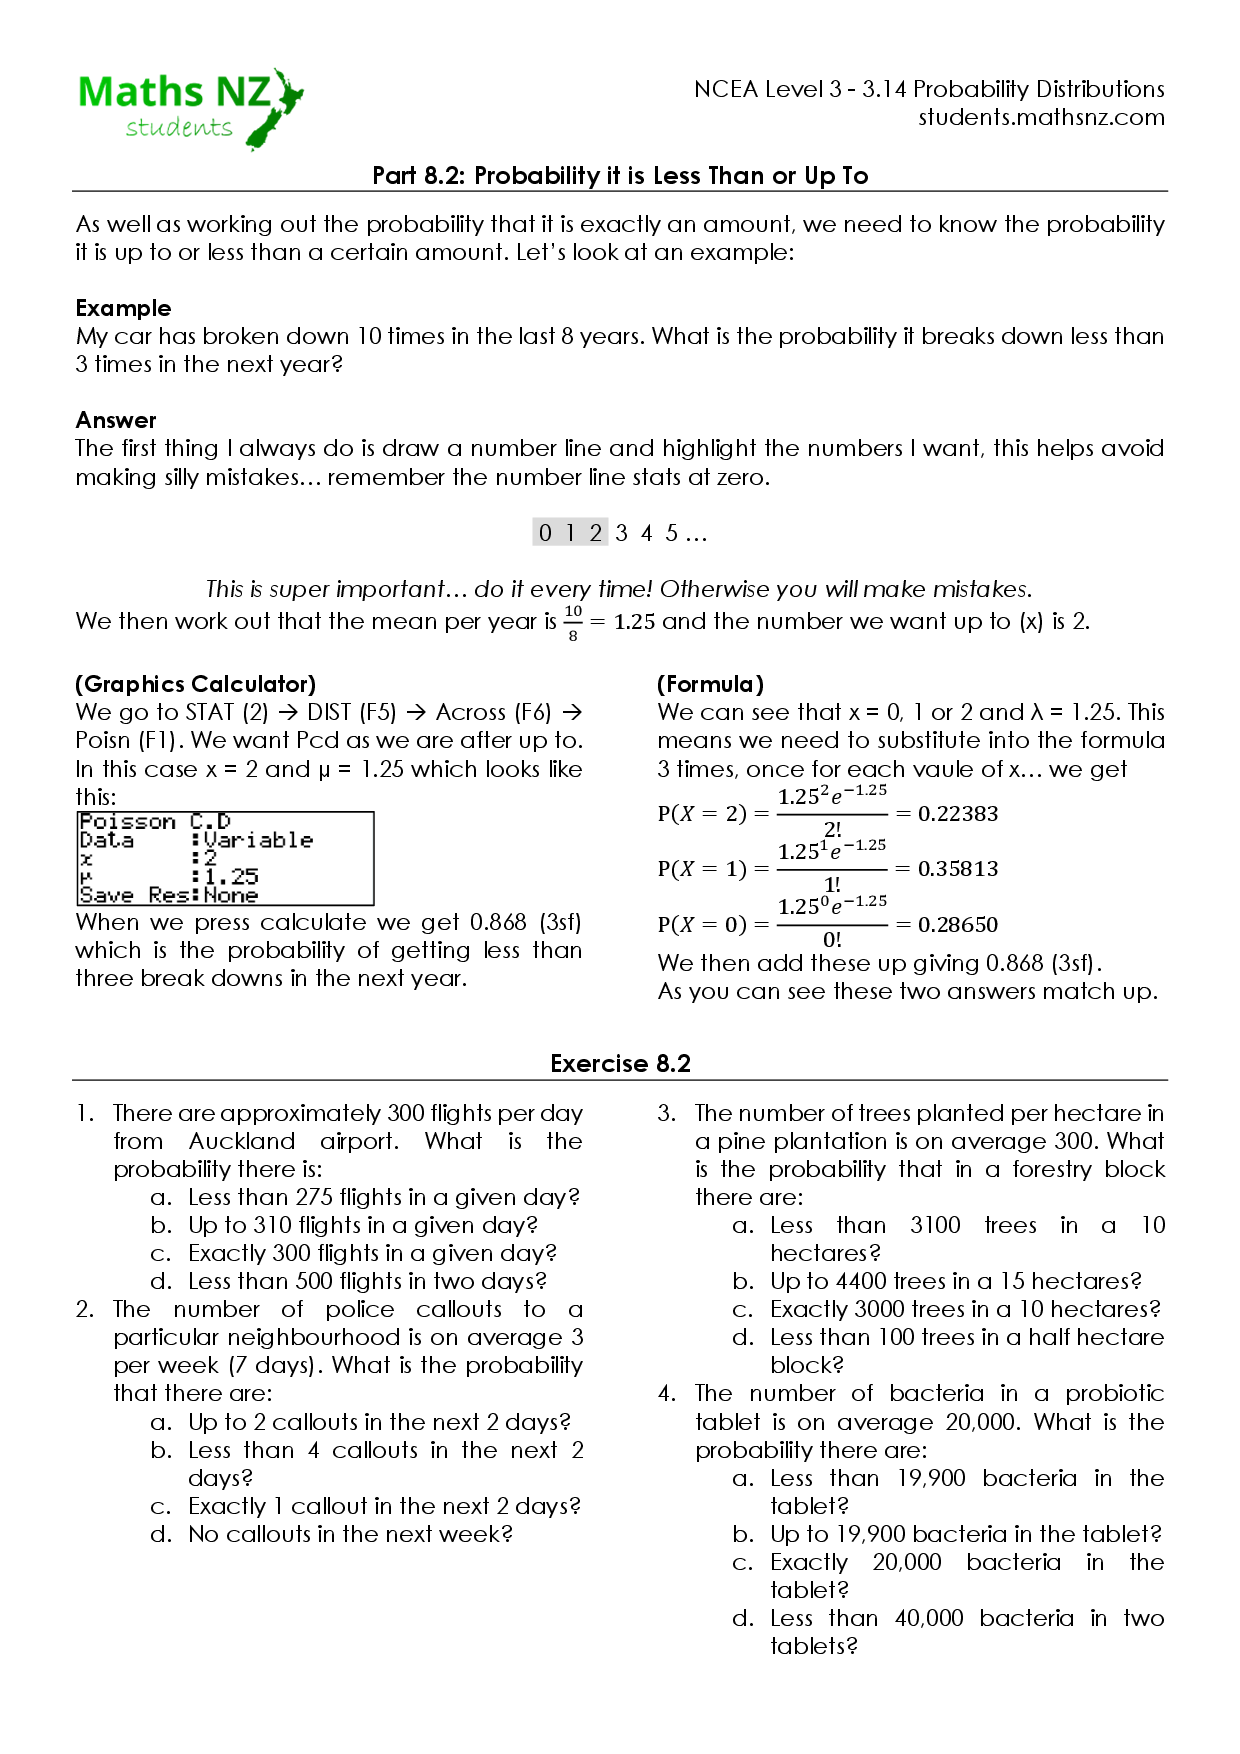 Maths NZ
students
NCEA Level 3 - 3.14 Probability Distributions
students.mathsnz.com
Part 8.2: Probability it is Less Than or Up To
As well as working out the probability that it is exactly an amount, we need to know the probability
it is up to or less than a certain amount. Let's look at an example:
Example
My car has broken down 10 times in the last 8 years. What is the probability it breaks down less than
3 times in the next year?
Answer
The first thing I always do is draw a number line and highlight the numbers I want, this helps avoid
making silly mistakes… remember the number line stats at zero.
0 1 2 3 4 5 …
This is super important… do it every time! Otherwise you will make mistakes.
We then work out that the mean per year is 10/8 = 1.25 and the number we want up to (x) is 2.
(Graphics Calculator)
We go to STAT (2) → DIST (F5) → Across (F6) →
Poisn (F1). We want Pcd as we are after up to.
In this case x = 2 and µ = 1.25 which looks like
this:
Poisson C.D
Data :Variable
x :2
µ :1.25
Save Res:None
When we press calculate we get 0.868 (3sf)
which is the probability of getting less than
three break downs in the next year.
(Formula)
We can see that x = 0, 1 or 2 and λ = 1.25. This
means we need to substitute into the formula
3 times, once for each vaule of x… we get
P(X = 2) = 1.25²e⁻¹·²⁵/2! = 0.22383
P(X = 1) = 1.25¹e⁻¹·²⁵/1! = 0.35813
P(X = 0) = 1.25⁰e⁻¹·²⁵/0! = 0.28650
We then add these up giving 0.868 (3sf).
As you can see these two answers match up.
Exercise 8.2
1. There are approximately 300 flights per day
from Auckland airport. What is the
probability there is:
a. Less than 275 flights in a given day?
b. Up to 310 flights in a given day?
c. Exactly 300 flights in a given day?
d. Less than 500 flights in two days?
2. The number of police callouts to a
particular neighbourhood is on average 3
per week (7 days). What is the probability
that there are:
a. Up to 2 callouts in the next 2 days?
b. Less than 4 callouts in the next 2
days?
c. Exactly 1 callout in the next 2 days?
d. No callouts in the next week?
3. The number of trees planted per hectare in
a pine plantation is on average 300. What
is the probability that in a forestry block
there are:
a. Less than 3100 trees in a 10
hectares?
b. Up to 4400 trees in a 15 hectares?
c. Exactly 3000 trees in a 10 hectares?
d. Less than 100 trees in a half hectare
block?
4. The number of bacteria in a probiotic
tablet is on average 20,000. What is the
probability there are:
a. Less than 19,900 bacteria in the
tablet?
b. Up to 19,900 bacteria in the tablet?
c. Exactly 20,000 bacteria in the
tablet?
d. Less than 40,000 bacteria in two
tablets?